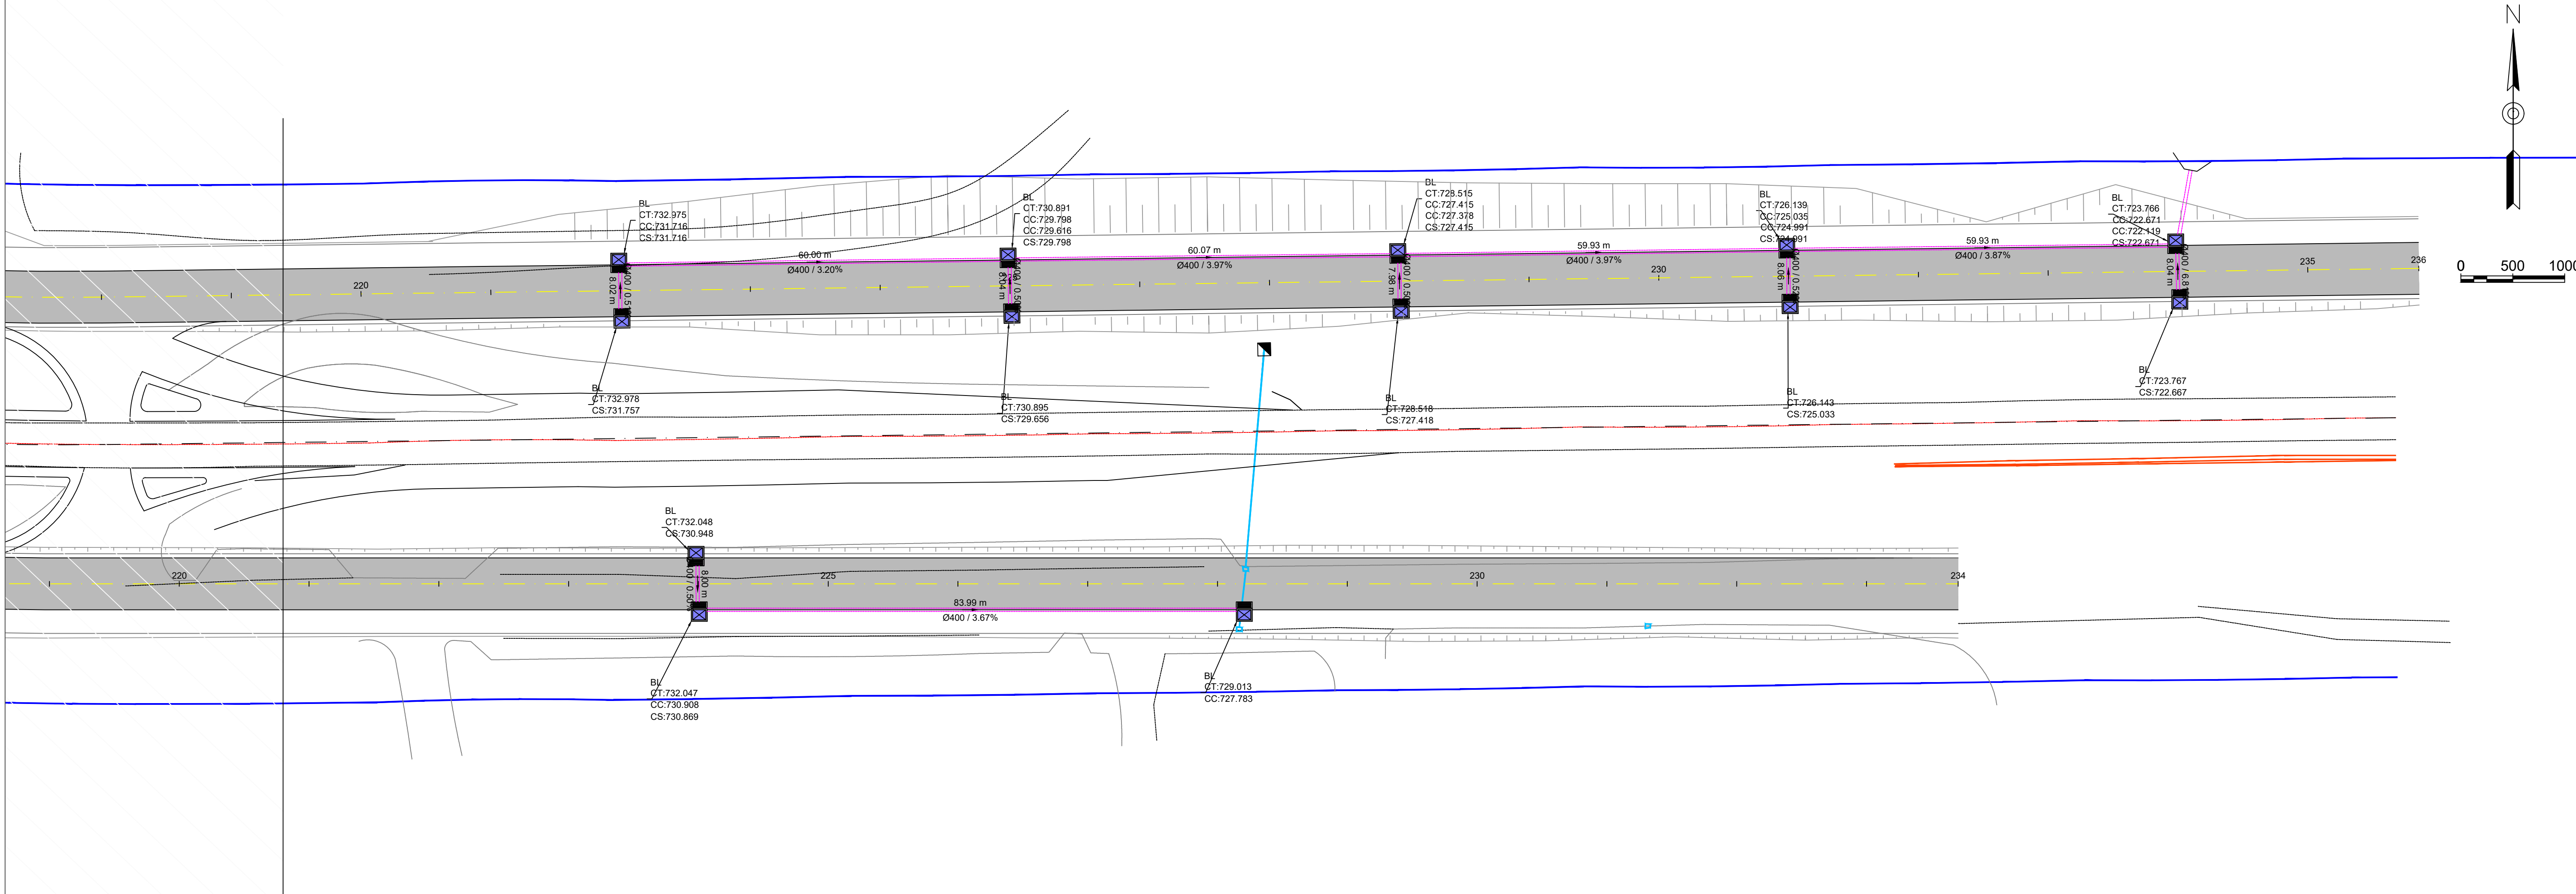 N
0 500 1000
BL
CT:732.975
CC:731.716
CS:731.716
BL
CT:730.891
CC:729.798
CC:729.616
CS:729.798
BL
CT:728.515
CC:727.415
CC:727.378
CS:727.415
BL
CT:726.139
CC:725.035
CC:724.991
CS:724.991
BL
CT:723.766
CC:722.671
CC:722.119
CS:722.671
60.00 m
Ø400 / 3.20%
60.07 m
Ø400 / 3.97%
59.93 m
Ø400 / 3.97%
59.93 m
Ø400 / 3.87%
220
230
235
236
8.02 m
8.04 m
7.98 m
8.06 m
8.04 m
BL
CT:732.978
CS:731.757
BL
CT:730.895
CS:729.656
BL
CT:728.518
CS:727.418
BL
CT:726.143
CS:725.033
BL
CT:723.767
CS:722.667
BL
CT:732.048
CS:730.948
220
225
230
234
8.00 m
83.99 m
Ø400 / 3.67%
BL
CT:732.047
CC:730.908
CS:730.869
BL
CT:729.013
CC:727.783